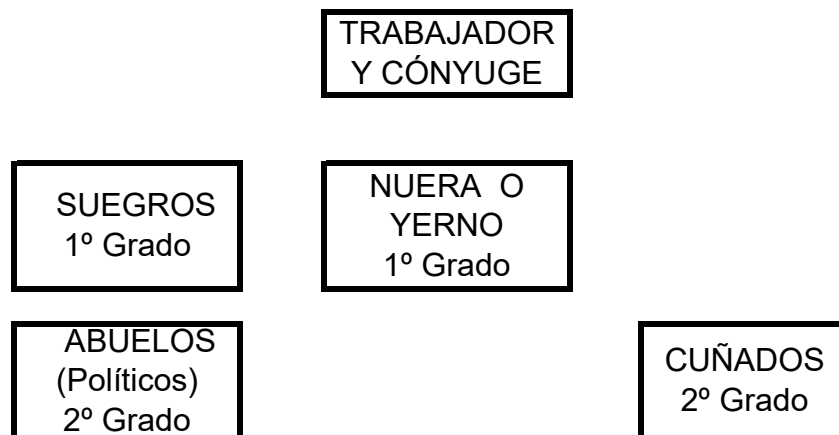 TRABAJADOR
Y CÓNYUGE
SUEGROS
1º Grado
NUERA O
YERNO
1º Grado
ABUELOS
(Políticos)
2º Grado
CUÑADOS
2º Grado